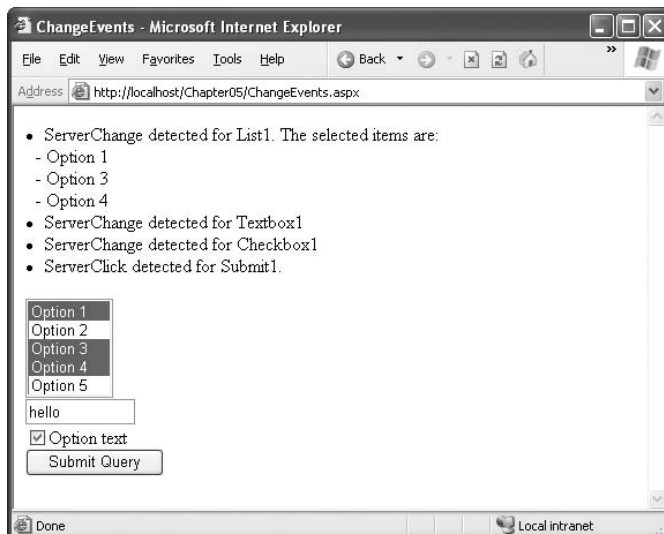 ChangeEvents - Microsoft Internet Explorer
File Edit View Favorites Tools Help Back »
Address http://localhost/Chapter05/ChangeEvents.aspx
• ServerChange detected for List1. The selected items are:
- Option 1
- Option 3
- Option 4
• ServerChange detected for Textbox1
• ServerChange detected for Checkbox1
• ServerClick detected for Submit1.
Option 1
Option 2
Option 3
Option 4
Option 5
hello
Option text
Submit Query
Done Local intranet